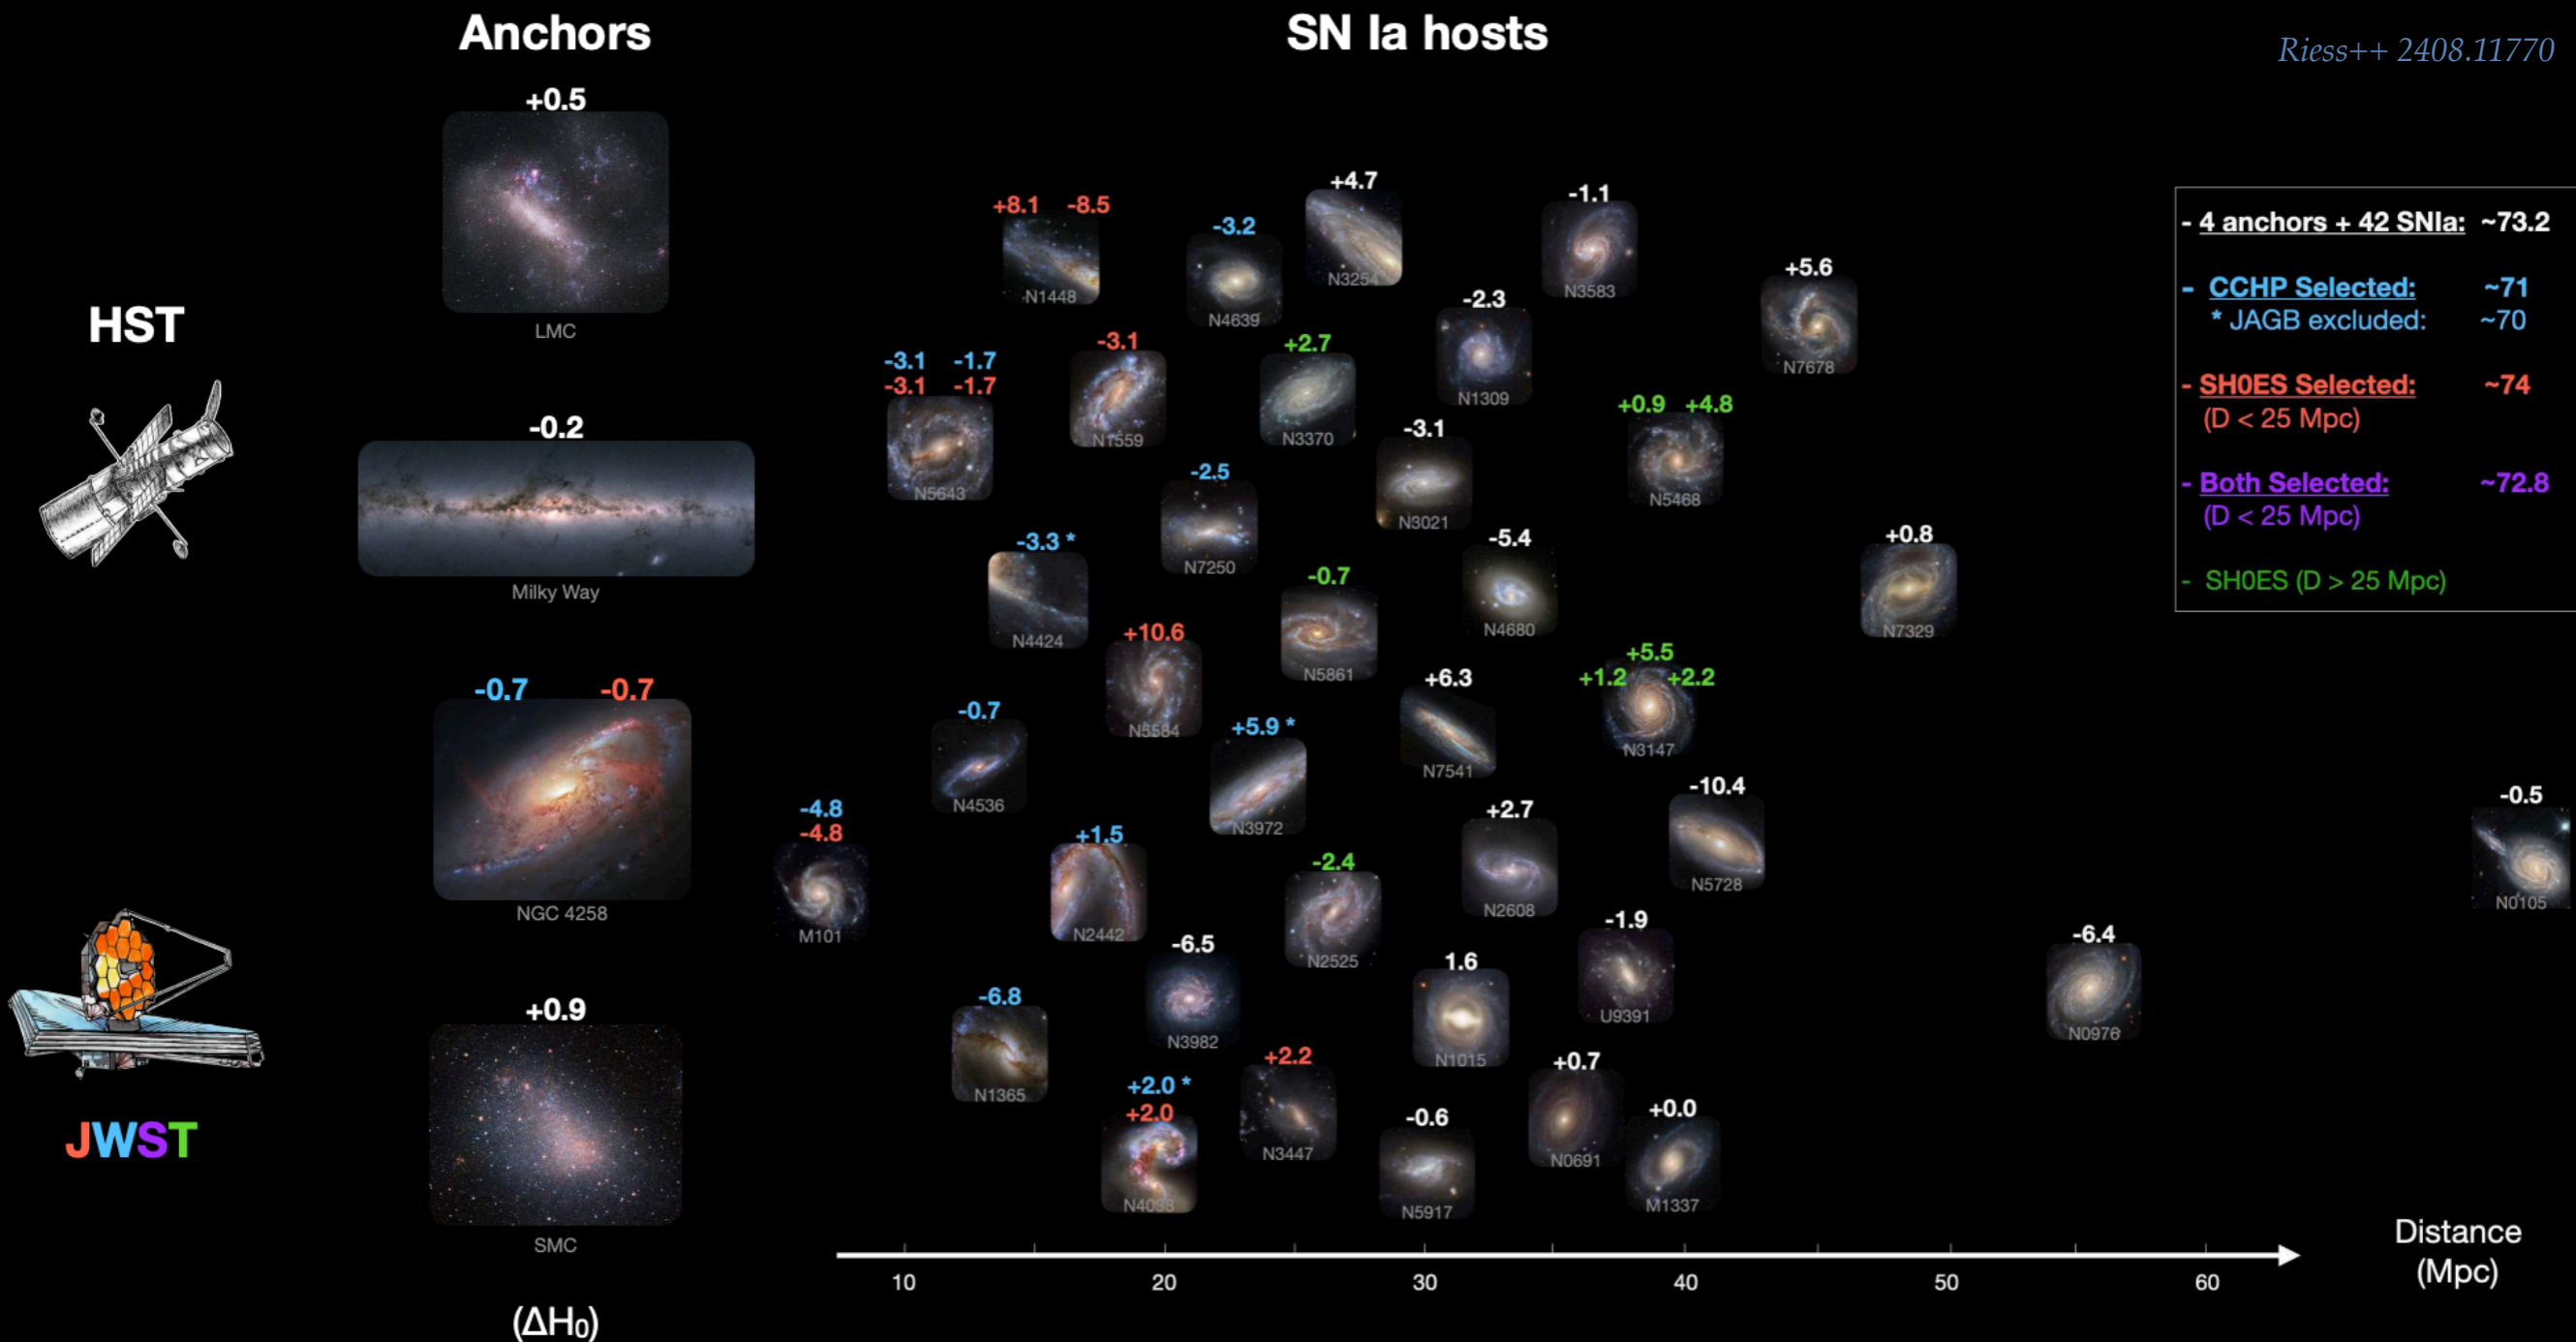 Anchors
SN Ia hosts
Riess++ 2408.11770
HST
JWST
+0.5
LMC
-0.2
Milky Way
-0.7 -0.7
NGC 4258
+0.9
SMC
(ΔH₀)
+8.1 -8.5
N1448
-3.2
N4639
+4.7
N3254
-1.1
N3583
+5.6
N7678
-2.3
N1309
-3.1 -1.7
-3.1 -1.7
N5643
-3.1
N1559
+2.7
N3370
+0.9 +4.8
N5468
-3.1
N3021
-2.5
N7250
-3.3 *
N4424
-5.4
N4680
+0.8
N7329
-0.7
N5861
+10.6
N5584
+5.5
+1.2 +2.2
N3147
+6.3
N7541
-0.7
N4536
+5.9 *
N3972
-10.4
N5728
-4.8
-4.8
M101
+1.5
N2442
+2.7
N2608
-0.5
N0105
-2.4
N2525
-1.9
U9391
-6.5
N3982
1.6
N1015
-6.4
N0976
-6.8
N1365
+2.0 *
+2.0
N4038
+2.2
N3447
-0.6
N5917
+0.7
N0691
+0.0
M1337
- 4 anchors + 42 SNIa: ~73.2
- CCHP Selected: ~71
* JAGB excluded: ~70
- SH0ES Selected: ~74
(D < 25 Mpc)
- Both Selected: ~72.8
(D < 25 Mpc)
- SH0ES (D > 25 Mpc)
10 20 30 40 50 60
Distance
(Mpc)